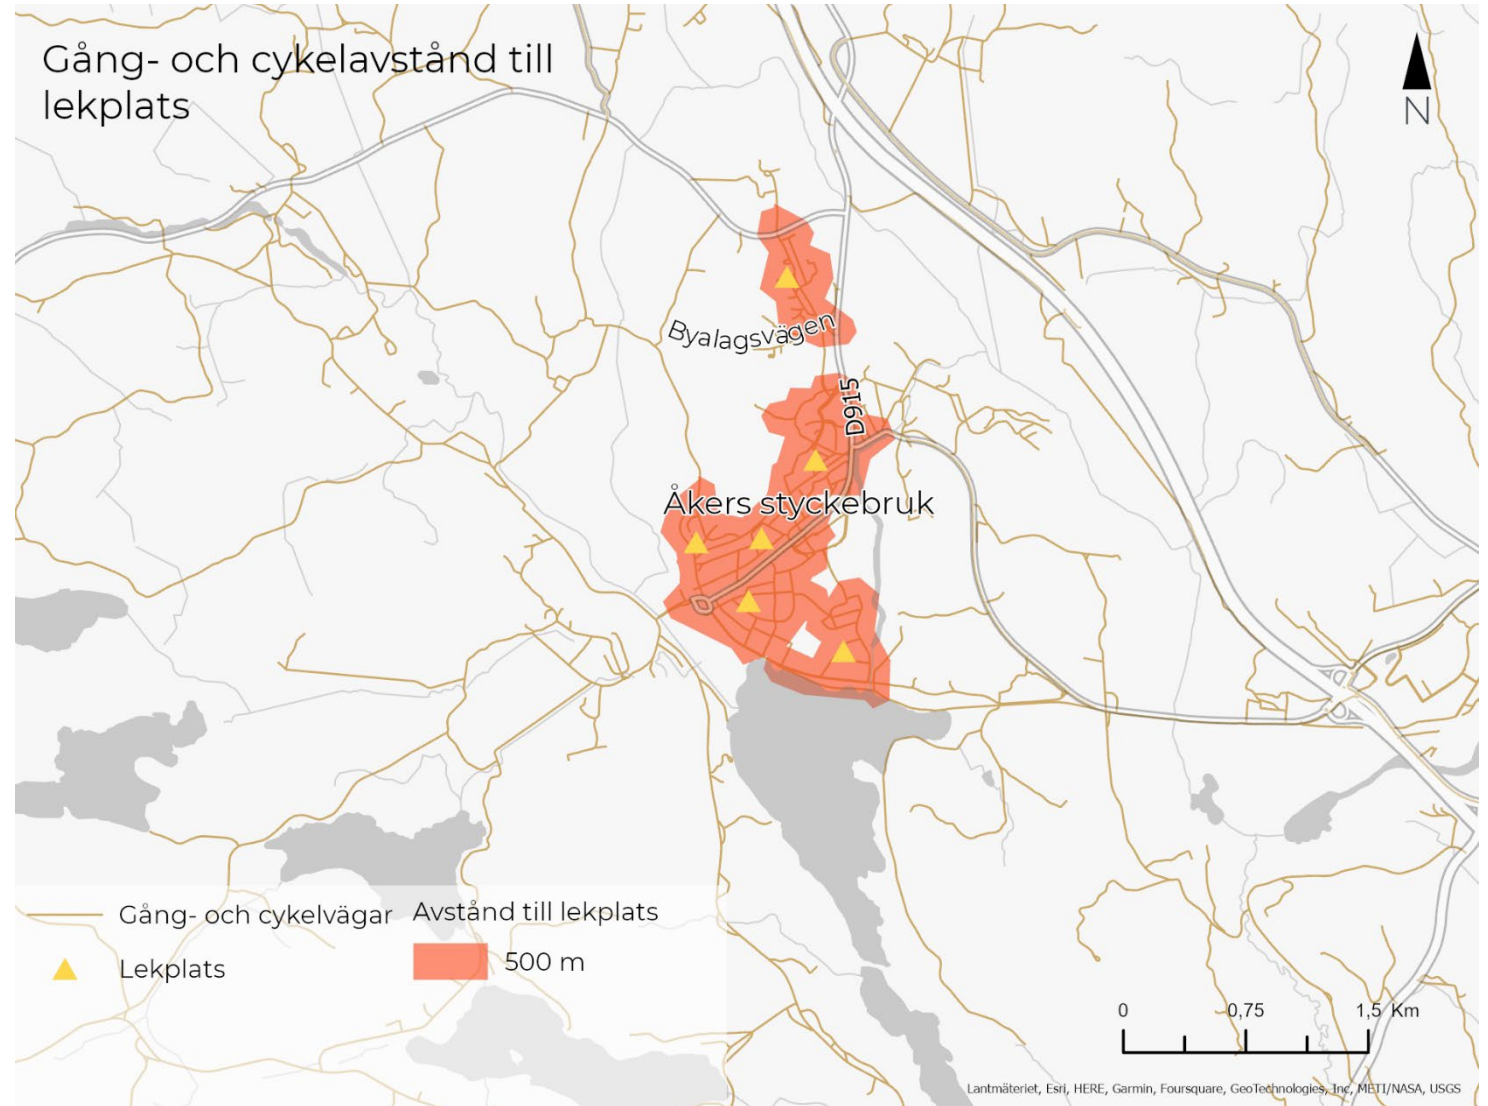 Gång- och cykelavstånd till
lekplats
N
Byalagsvägen
D915
Åkers styckebruk
Gång- och cykelvägar
Lekplats
Avstånd till lekplats
500 m
0 0,75 1,5 Km
Lantmäteriet, Esri, HERE, Garmin, Foursquare, GeoTechnologies, Inc, METI/NASA, USGS